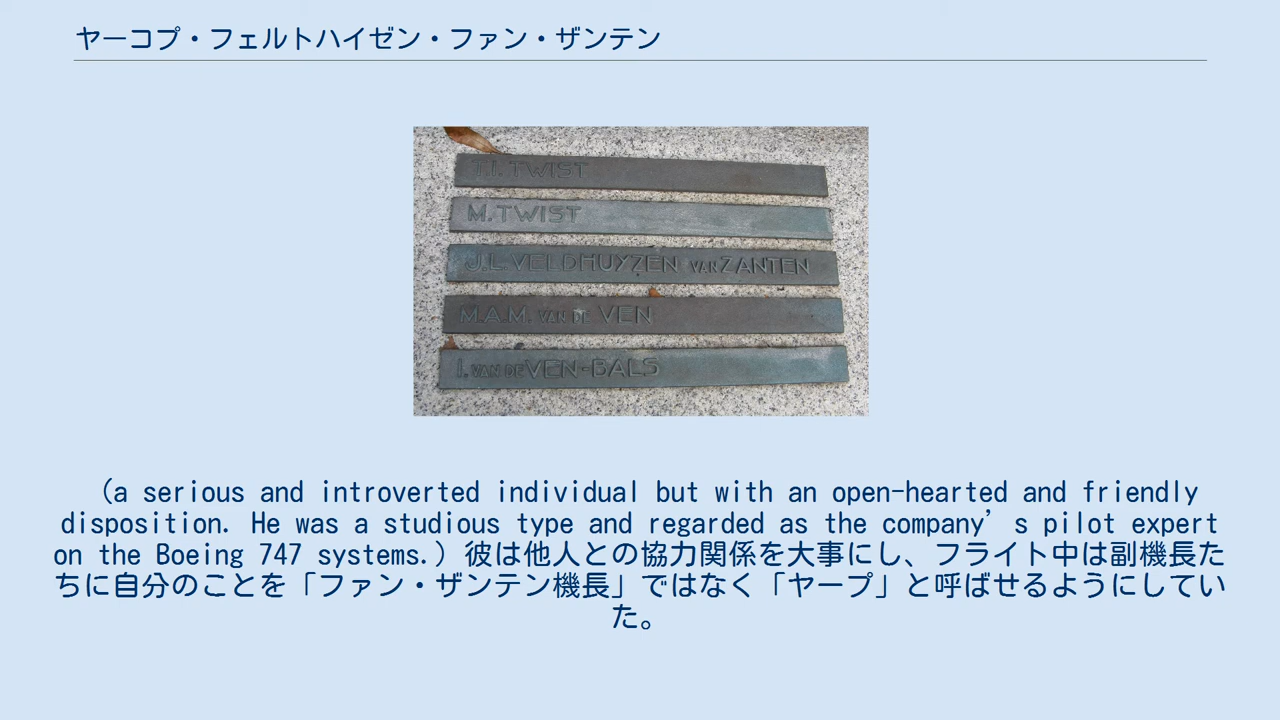 ヤーコプ・フェルトハイゼン・ファン・ザンテン
T.I. TWIST
M. TWIST
J.L. VELDHUYZEN VAN ZANTEN
M.A.M. VAN DE VEN
I. VAN DE VEN-BALS
（a serious and introverted individual but with an open-hearted and friendly
disposition. He was a studious type and regarded as the company’s pilot expert
on the Boeing 747 systems.）彼は他人との協力関係を大事にし、フライト中は副機長た
ちに自分のことを「ファン・ザンテン機長」ではなく「ヤープ」と呼ばせるようにしてい
た。